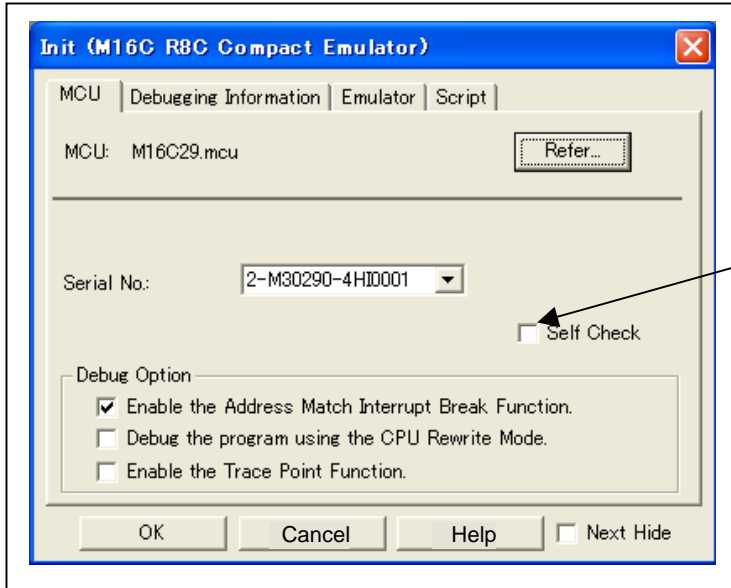 Init (M16C R8C Compact Emulator)
MCU Debugging Information Emulator Script
MCU: M16C29.mcu Refer...
Serial No.: 2-M30290-4HI0001
Self Check
Debug Option
Enable the Address Match Interrupt Break Function.
Debug the program using the CPU Rewrite Mode.
Enable the Trace Point Function.
OK Cancel Help Next Hide